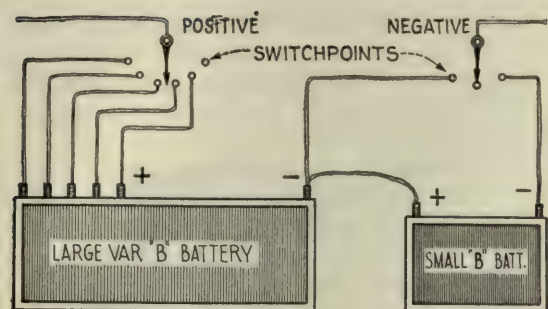 POSITIVE
NEGATIVE
SWITCHPOINTS
+
-
+
-
LARGE VAR "B" BATTERY
SMALL "B" BATT.